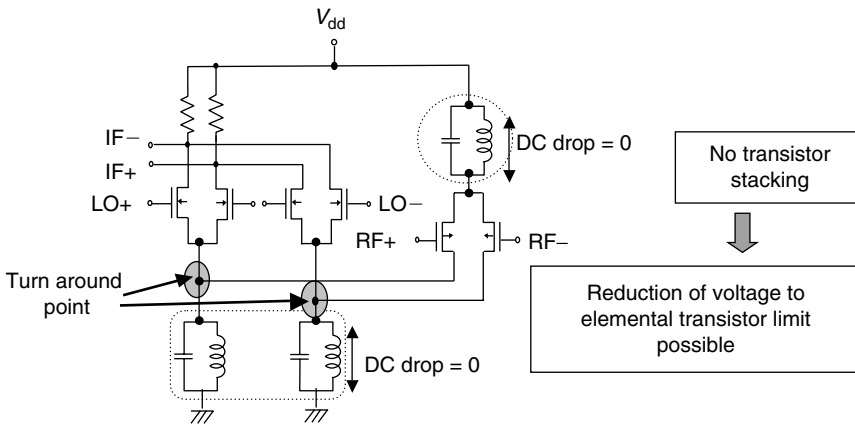 Vdd
IF−
IF+
LO+
LO−
DC drop = 0
RF+
RF−
No transistor
stacking
Turn around
point
Reduction of voltage to
elemental transistor limit
possible
DC drop = 0